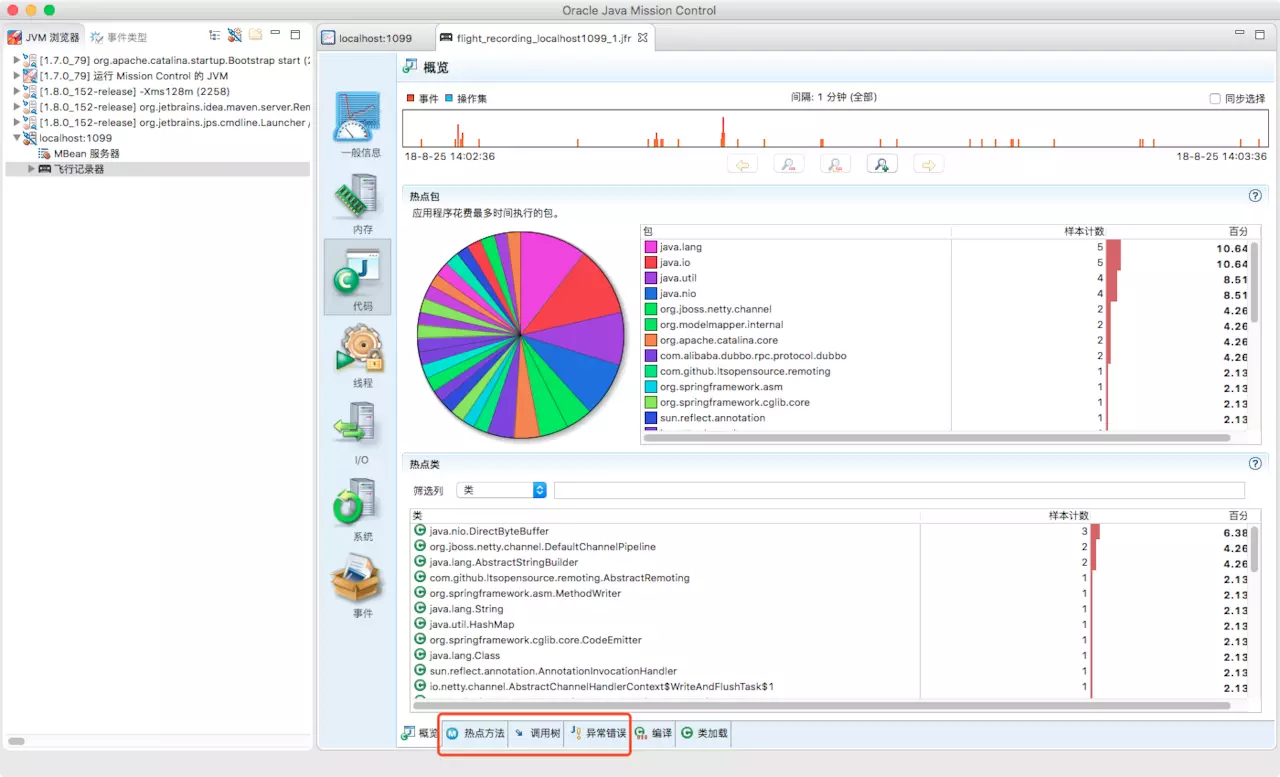 Oracle Java Mission Control
JVM 浏览器
事件类型
[1.7.0_79] org.apache.catalina.startup.Bootstrap start (2
[1.7.0_79] 运行 Mission Control 的 JVM
[1.8.0_152-release] -Xms128m (2258)
[1.8.0_152-release] org.jetbrains.idea.maven.server.Rem
[1.8.0_152-release] org.jetbrains.jps.cmdline.Launcher /
localhost:1099
MBean 服务器
飞行记录器
localhost:1099
flight_recording_localhost1099_1.jfr
一般信息
内存
代码
线程
I/O
系统
事件
概览
事件 操作集
间隔: 1 分钟 (全部)
同步选择
18-8-25 14:02:36
18-8-25 14:03:36
热点包
应用程序花费最多时间执行的包。
包 样本计数 百分
java.lang 5 10.64
java.io 5 10.64
java.util 4 8.51
java.nio 4 8.51
org.jboss.netty.channel 2 4.26
org.modelmapper.internal 2 4.26
org.apache.catalina.core 2 4.26
com.alibaba.dubbo.rpc.protocol.dubbo 2 4.26
com.github.ltsopensource.remoting 1 2.13
org.springframework.asm 1 2.13
org.springframework.cglib.core 1 2.13
sun.reflect.annotation 1 2.13
热点类
筛选列 类
类 样本计数 百分
java.nio.DirectByteBuffer 3 6.38
org.jboss.netty.channel.DefaultChannelPipeline 2 4.26
java.lang.AbstractStringBuilder 2 4.26
com.github.ltsopensource.remoting.AbstractRemoting 1 2.13
org.springframework.asm.MethodWriter 1 2.13
java.lang.String 1 2.13
java.util.HashMap 1 2.13
org.springframework.cglib.core.CodeEmitter 1 2.13
java.lang.Class 1 2.13
sun.reflect.annotation.AnnotationInvocationHandler 1 2.13
io.netty.channel.AbstractChannelHandlerContext$WriteAndFlushTask$1 1 2.13
概览 热点方法 调用树 异常错误 编译 类加载